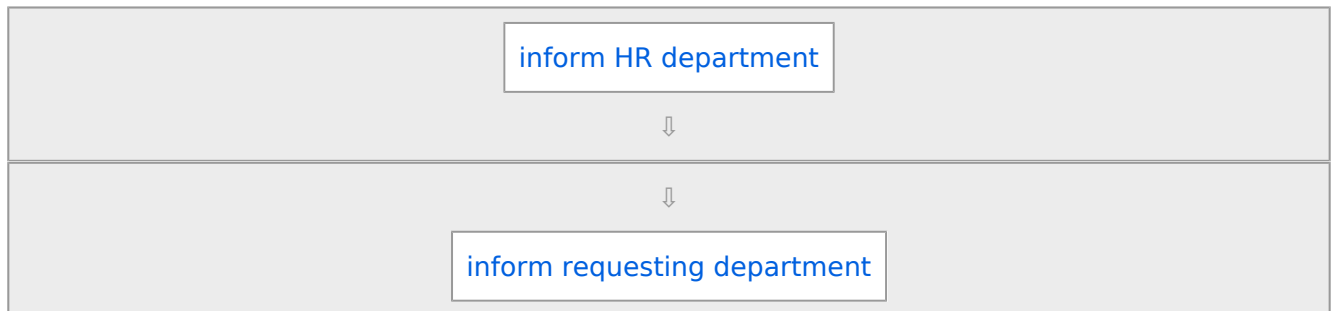 inform HR department
⇩
⇩
inform requesting department